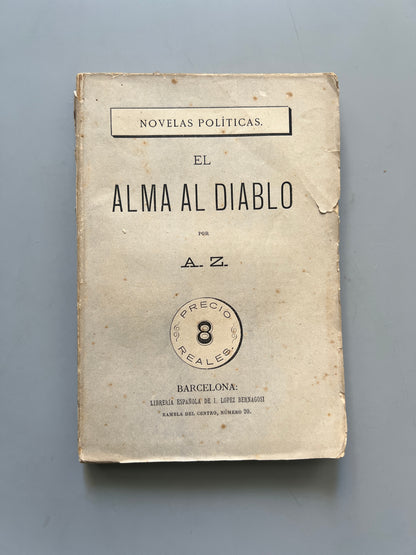 NOVELAS POLÍTICAS.
EL
ALMA AL DIABLO
POR
A. Z.
PRECIO
8
REALES.
BARCELONA:
LIBRERÍA ESPAÑOLA DE I. LOPEZ BERNAGOSI
RAMBLA DEL CENTRO, NÚMERO 20.